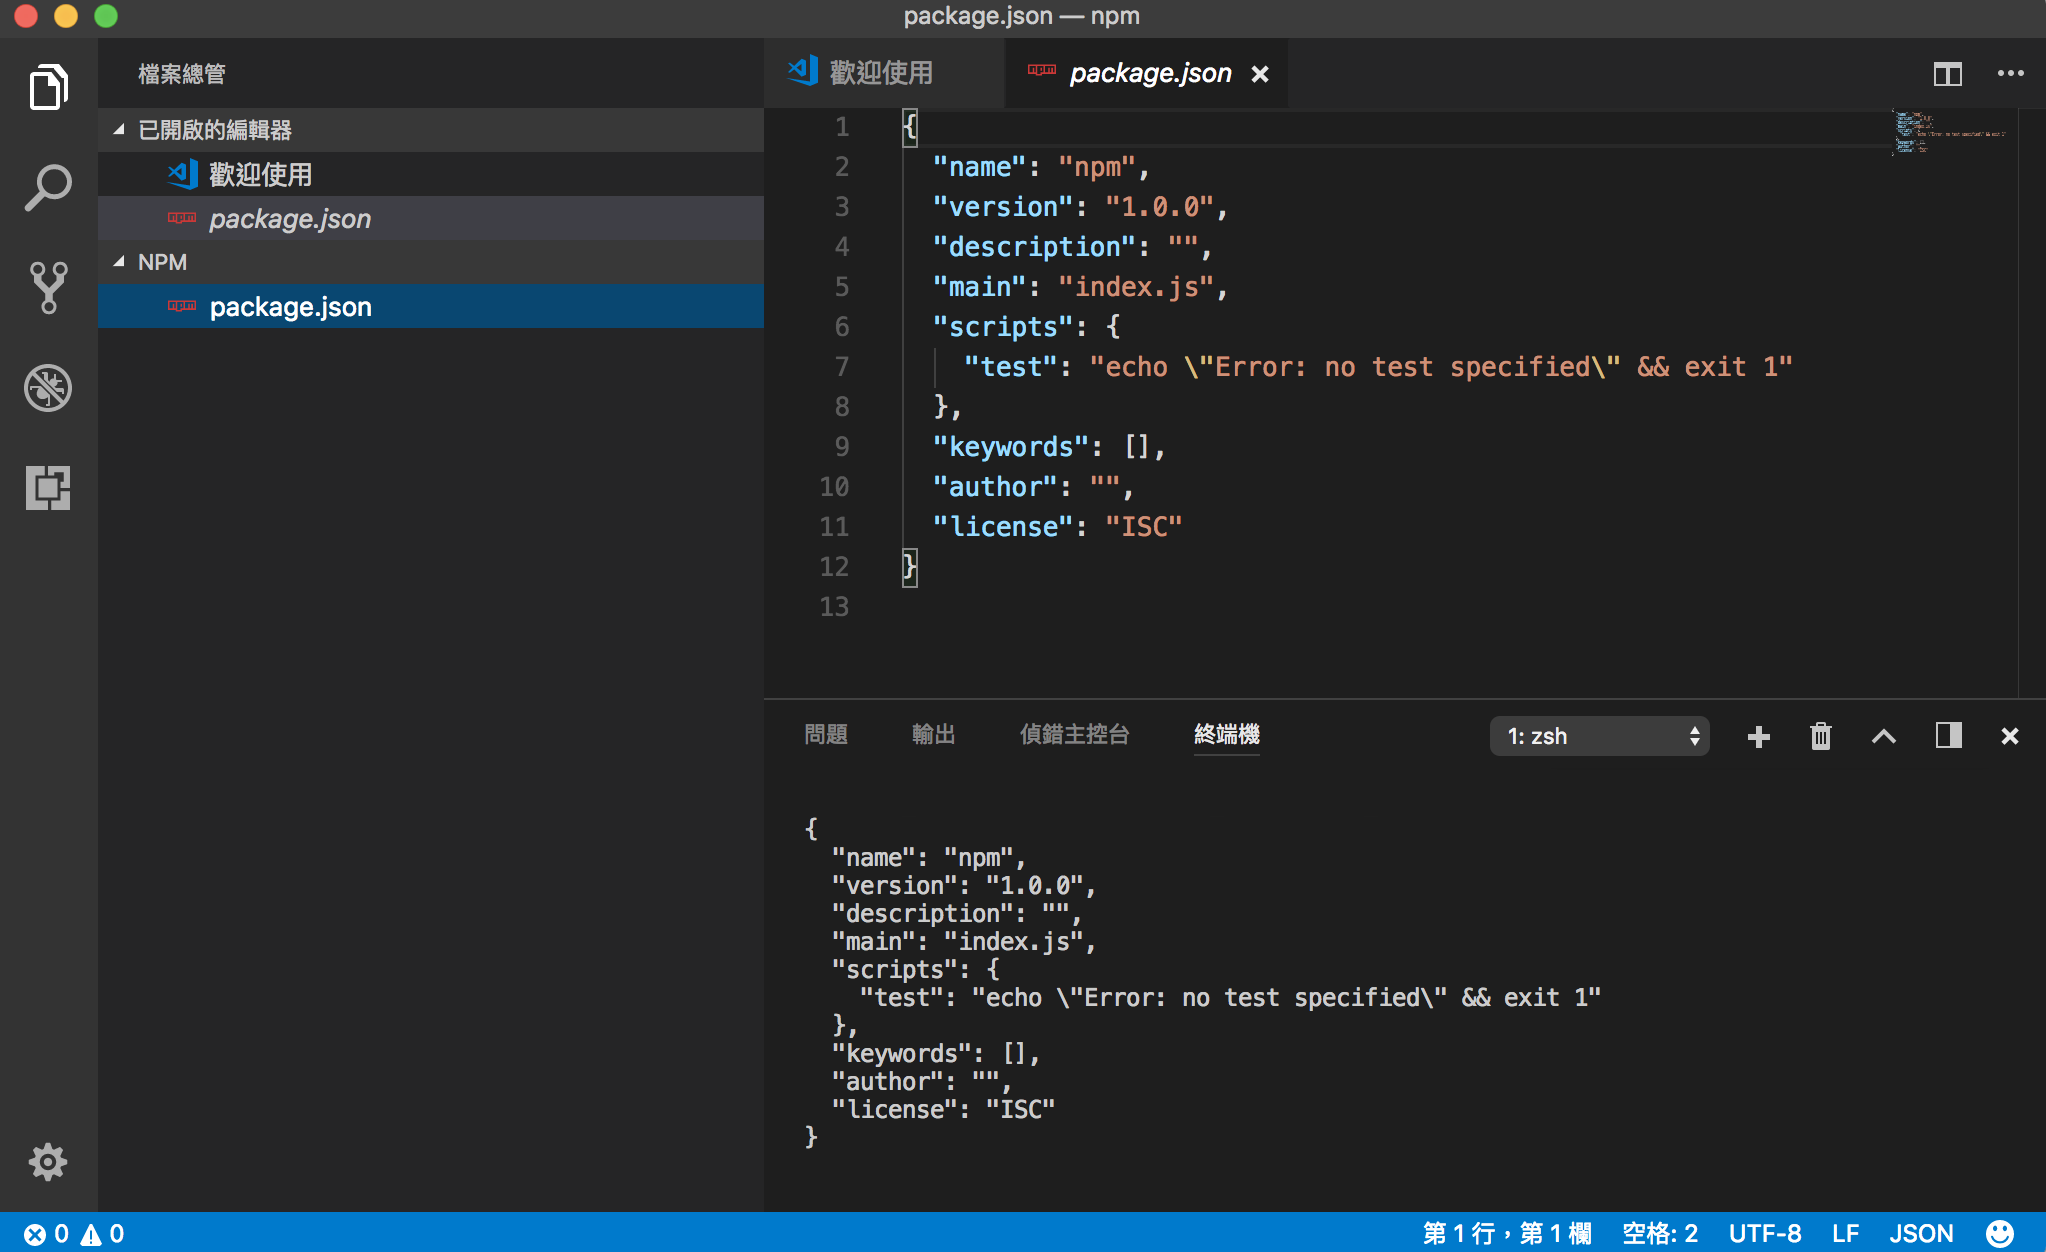 package.json — npm
檔案總管
已開啟的編輯器
歡迎使用
package.json
NPM
package.json
歡迎使用
package.json
1 {
2 "name": "npm",
3 "version": "1.0.0",
4 "description": "",
5 "main": "index.js",
6 "scripts": {
7 "test": "echo \"Error: no test specified\" && exit 1"
8 },
9 "keywords": [],
10 "author": "",
11 "license": "ISC"
12 }
13
問題 輸出 偵錯主控台 終端機 1: zsh
{
"name": "npm",
"version": "1.0.0",
"description": "",
"main": "index.js",
"scripts": {
"test": "echo \"Error: no test specified\" && exit 1"
},
"keywords": [],
"author": "",
"license": "ISC"
}
0 0 第 1 行，第 1 欄 空格: 2 UTF-8 LF JSON